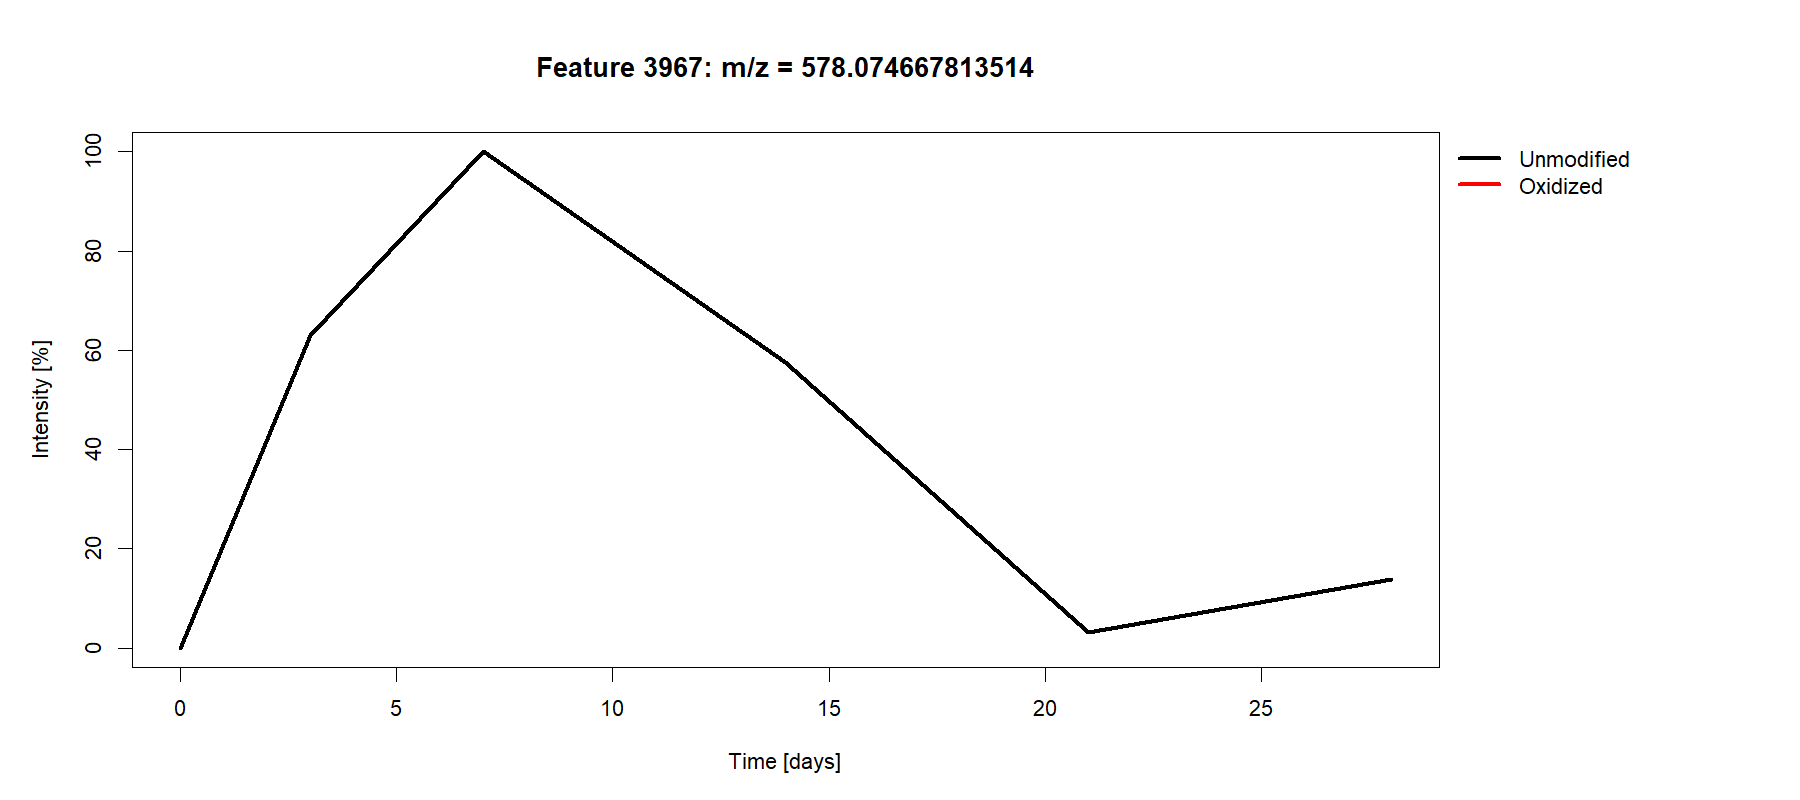 Feature 3967: m/z = 578.074667813514
Unmodified
Oxidized
Intensity [%]
100
80
60
40
20
0
0 5 10 15 20 25
Time [days]